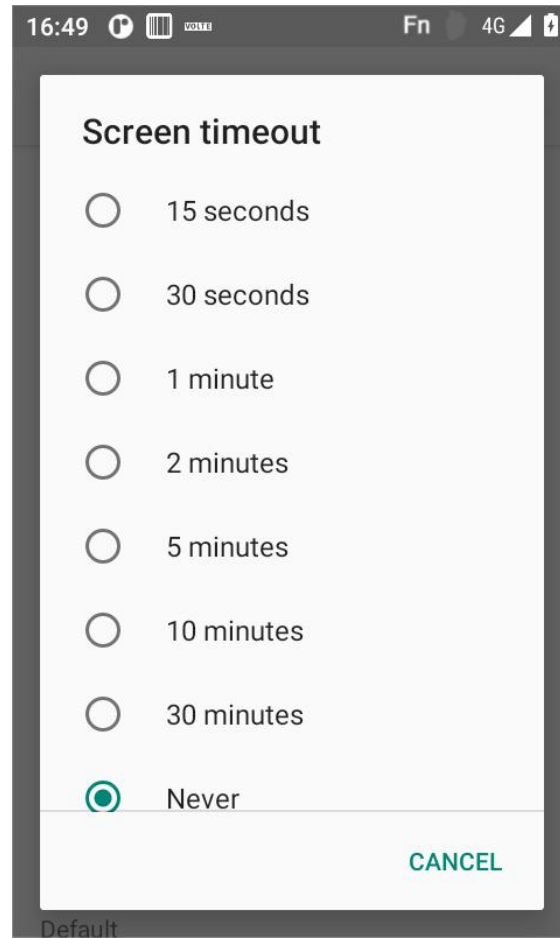 16:49 VOLTE Fn 4G
Screen timeout
15 seconds
30 seconds
1 minute
2 minutes
5 minutes
10 minutes
30 minutes
Never
CANCEL
Default